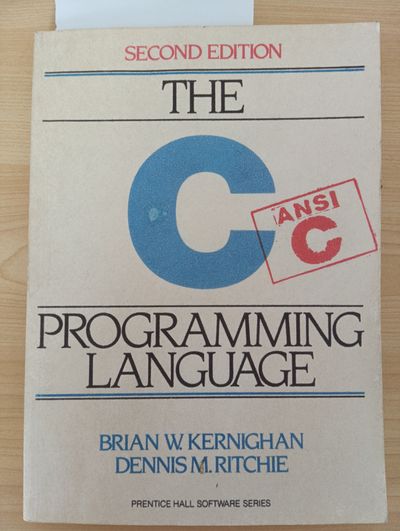 SECOND EDITION
THE
C
ANSI
C
PROGRAMMING
LANGUAGE
BRIAN W. KERNIGHAN
DENNIS M. RITCHIE
PRENTICE HALL SOFTWARE SERIES